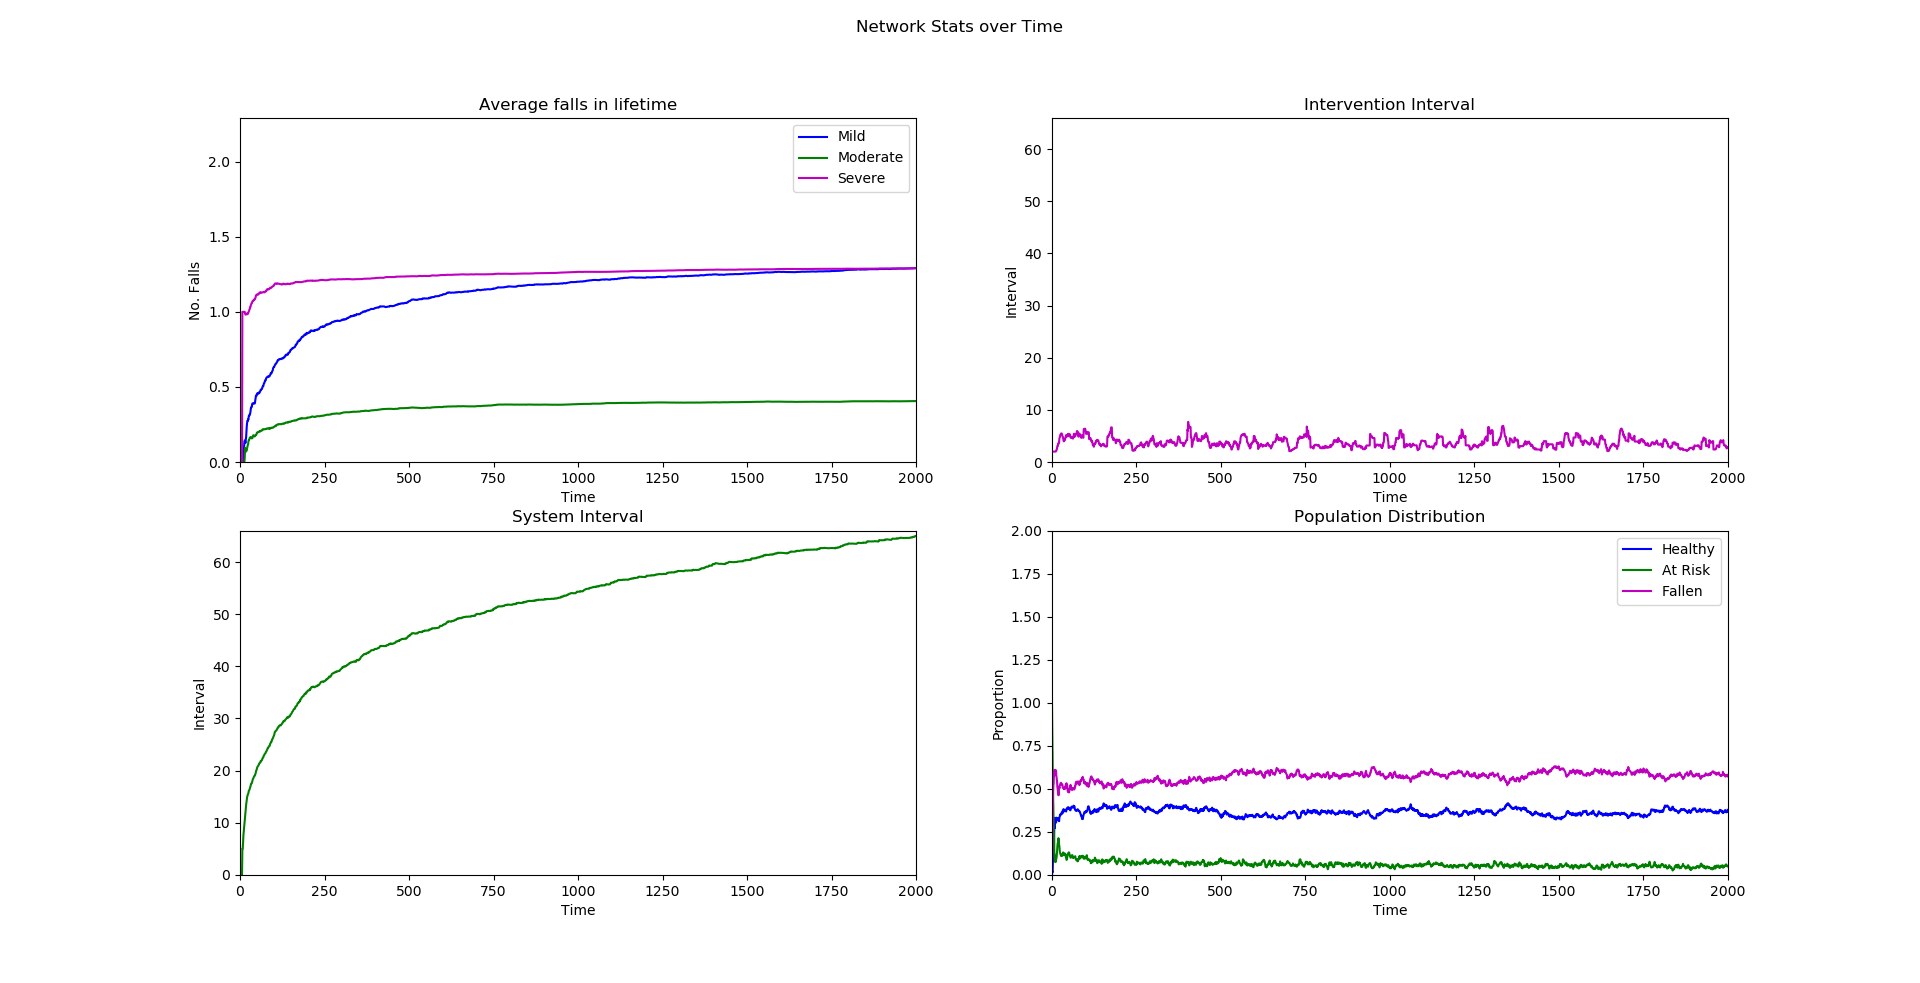 Network Stats over Time
Average falls in lifetime
No. Falls
2.0
1.5
1.0
0.5
0.0
Mild
Moderate
Severe
0 250 500 750 1000 1250 1500 1750 2000
Time
Intervention Interval
Interval
60
50
40
30
20
10
0
0 250 500 750 1000 1250 1500 1750 2000
Time
System Interval
Interval
60
50
40
30
20
10
0
0 250 500 750 1000 1250 1500 1750 2000
Time
Population Distribution
Proportion
2.00
1.75
1.50
1.25
1.00
0.75
0.50
0.25
0.00
Healthy
At Risk
Fallen
0 250 500 750 1000 1250 1500 1750 2000
Time